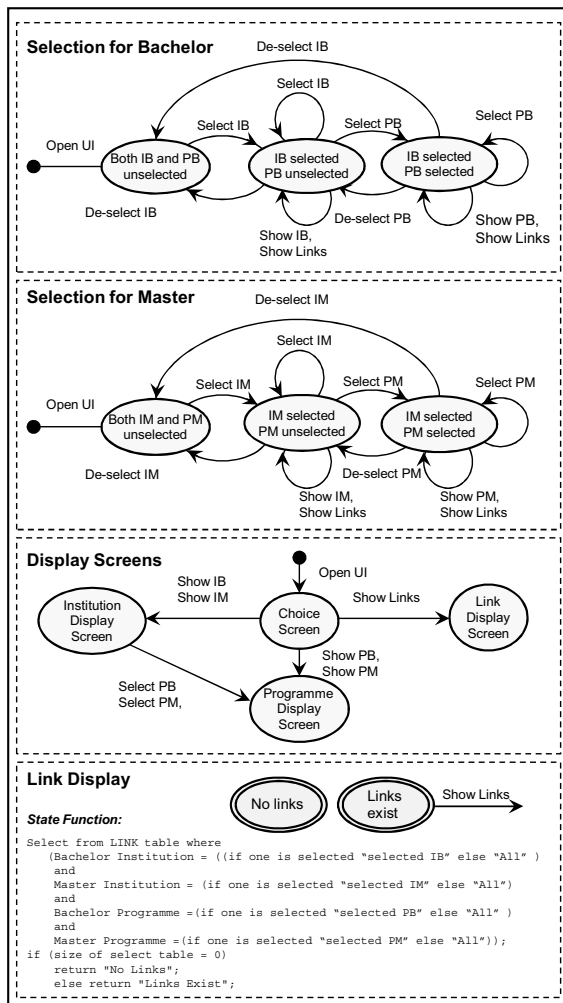 Selection for Bachelor
De-select IB
Select IB
Select PB
Open UI
Select IB
Select PB
Both IB and PB
unselected
IB selected
PB unselected
IB selected
PB selected
De-select IB
De-select PB
Show IB,
Show Links
Show PB,
Show Links
Selection for Master
De-select IM
Select IM
Select IM
Select PM
Select PM
Open UI
Both IM and PM
unselected
IM selected
PM unselected
IM selected
PM selected
De-select IM
De-select PM
Show IM,
Show Links
Show PM,
Show Links
Display Screens
Open UI
Show IB
Show IM
Show Links
Institution
Display
Screen
Choice
Screen
Link
Display
Screen
Show PB,
Show PM
Select PB
Select PM,
Programme
Display
Screen
Link Display
No links
Links
exist
Show Links
State Function:
Select from LINK table where
(Bachelor Institution = ((if one is selected “selected IB” else “All” )
and
Master Institution = (if one is selected “selected IM” else “All”)
and
Bachelor Programme =(if one is selected “selected PB” else “All” )
and
Master Programme =(if one is selected “selected PM” else “All”));
if (size of select table = 0)
return "No Links";
else return "Links Exist";